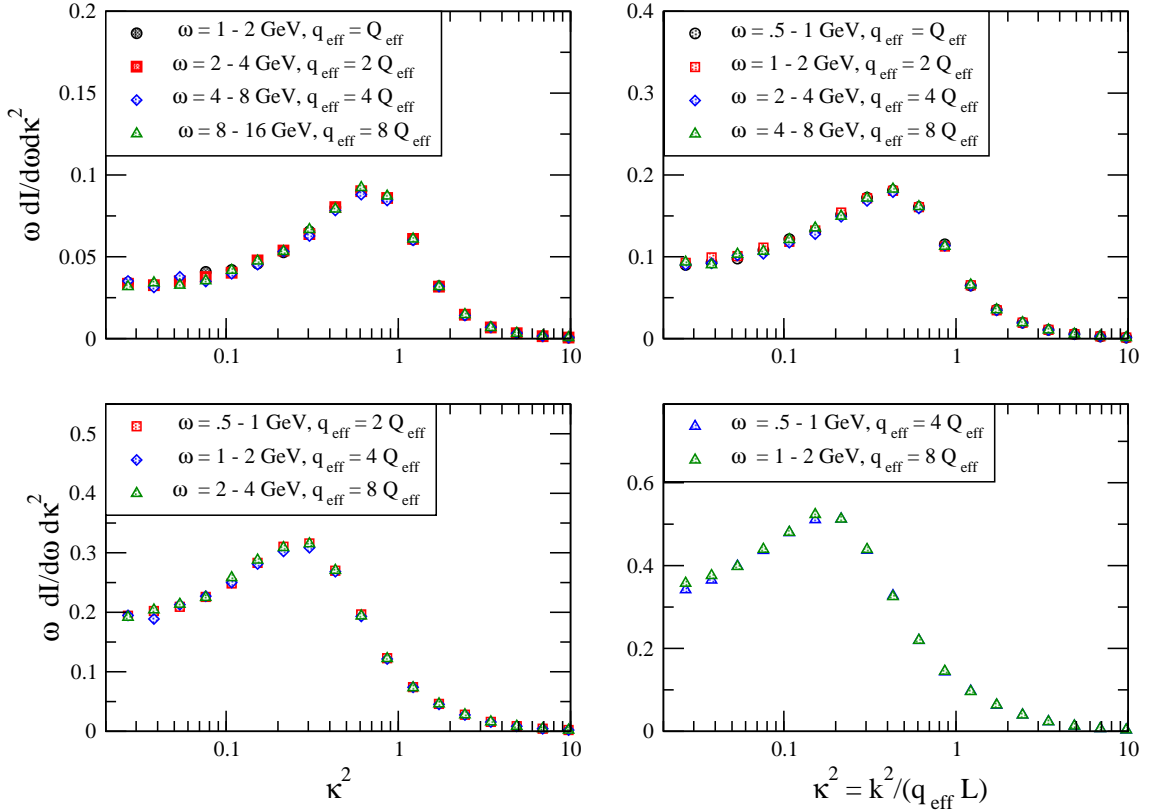 0.2
0.15
0.1
0.05
0
ω dI/dωdκ²
ω = 1 - 2 GeV, q_eff = Q_eff
ω = 2 - 4 GeV, q_eff = 2 Q_eff
ω = 4 - 8 GeV, q_eff = 4 Q_eff
ω = 8 - 16 GeV, q_eff = 8 Q_eff
0.1 1 10
0.4
0.3
0.2
0.1
0
ω = .5 - 1 GeV, q_eff = Q_eff
ω = 1 - 2 GeV, q_eff = 2 Q_eff
ω = 2 - 4 GeV, q_eff = 4 Q_eff
ω = 4 - 8 GeV, q_eff = 8 Q_eff
0.1 1 10
0.5
0.4
0.3
0.2
0.1
0
ω dI/dω dκ²
ω = .5 - 1 GeV, q_eff = 2 Q_eff
ω = 1 - 2 GeV, q_eff = 4 Q_eff
ω = 2 - 4 GeV, q_eff = 8 Q_eff
0.1 1 10
κ²
0.6
0.4
0.2
0
ω = .5 - 1 GeV, q_eff = 4 Q_eff
ω = 1 - 2 GeV, q_eff = 8 Q_eff
0.1 1 10
κ² = k²/(q_eff L)